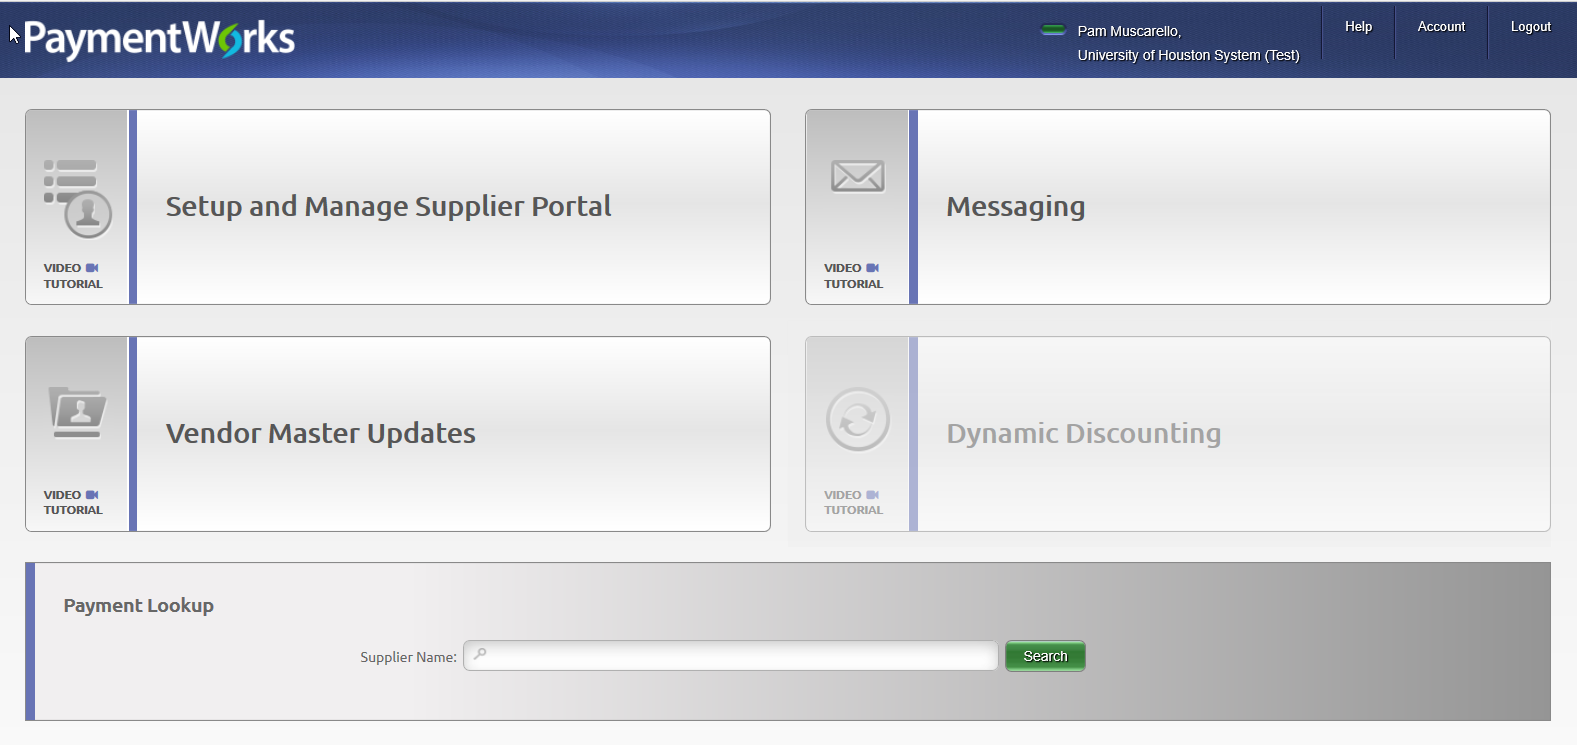 PaymentWorks
Pam Muscarello,
University of Houston System (Test)
Help
Account
Logout
Setup and Manage Supplier Portal
VIDEO
TUTORIAL
Messaging
VIDEO
TUTORIAL
Vendor Master Updates
VIDEO
TUTORIAL
Dynamic Discounting
VIDEO
TUTORIAL
Payment Lookup
Supplier Name:
Search